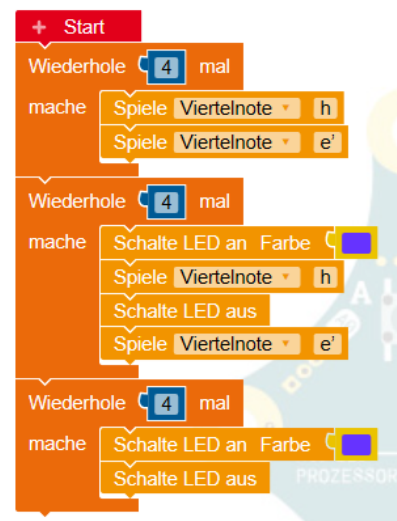 + Start
Wiederhole 4 mal
mache Spiele Viertelnote h
Spiele Viertelnote e'
Wiederhole 4 mal
mache Schalte LED an Farbe
Spiele Viertelnote h
Schalte LED aus
Spiele Viertelnote e'
Wiederhole 4 mal
mache Schalte LED an Farbe
Schalte LED aus
A
PROZESSOR